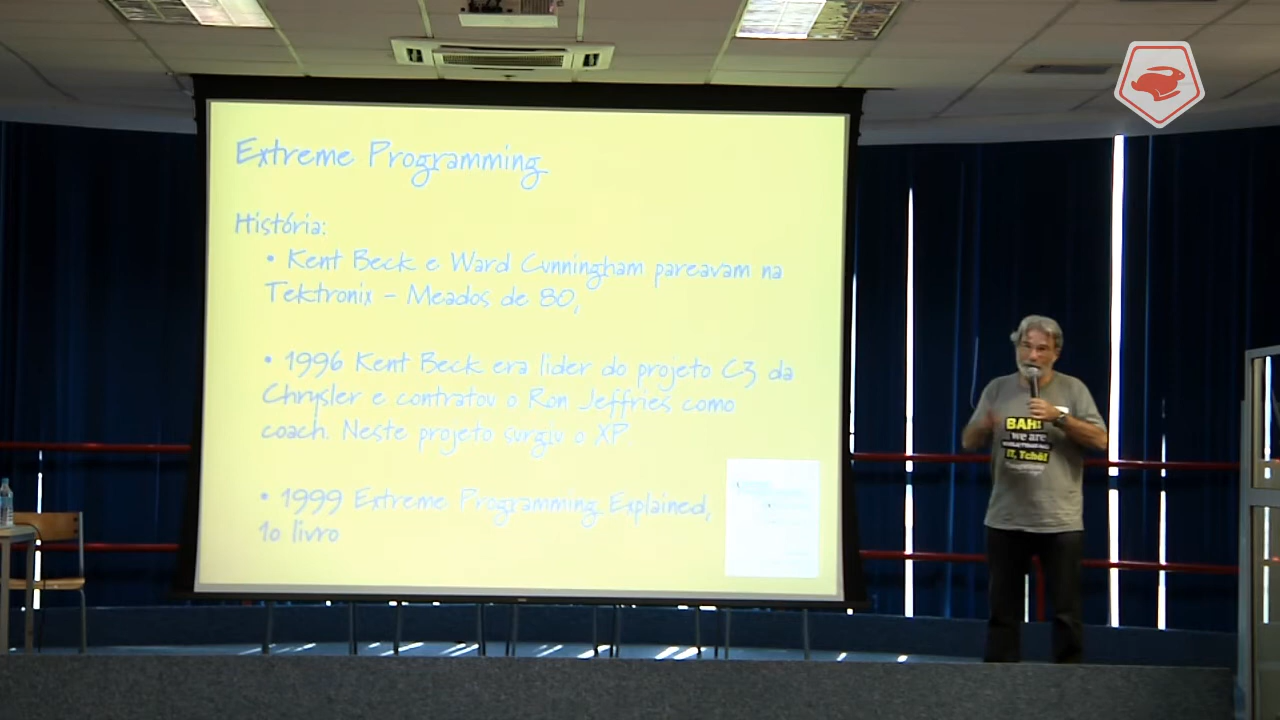 Extreme Programming
História:
• Kent Beck e Ward Cunningham pareavam na
Tektronix - Meados de 80,
• 1996 Kent Beck era lider do projeto C3 da
Chrysler e contratou o Ron Jeffries como
coach. Neste projeto surgiu o XP.
• 1999 Extreme Programming Explained,
1o livro
BAH!
we are
IT, Tchê!